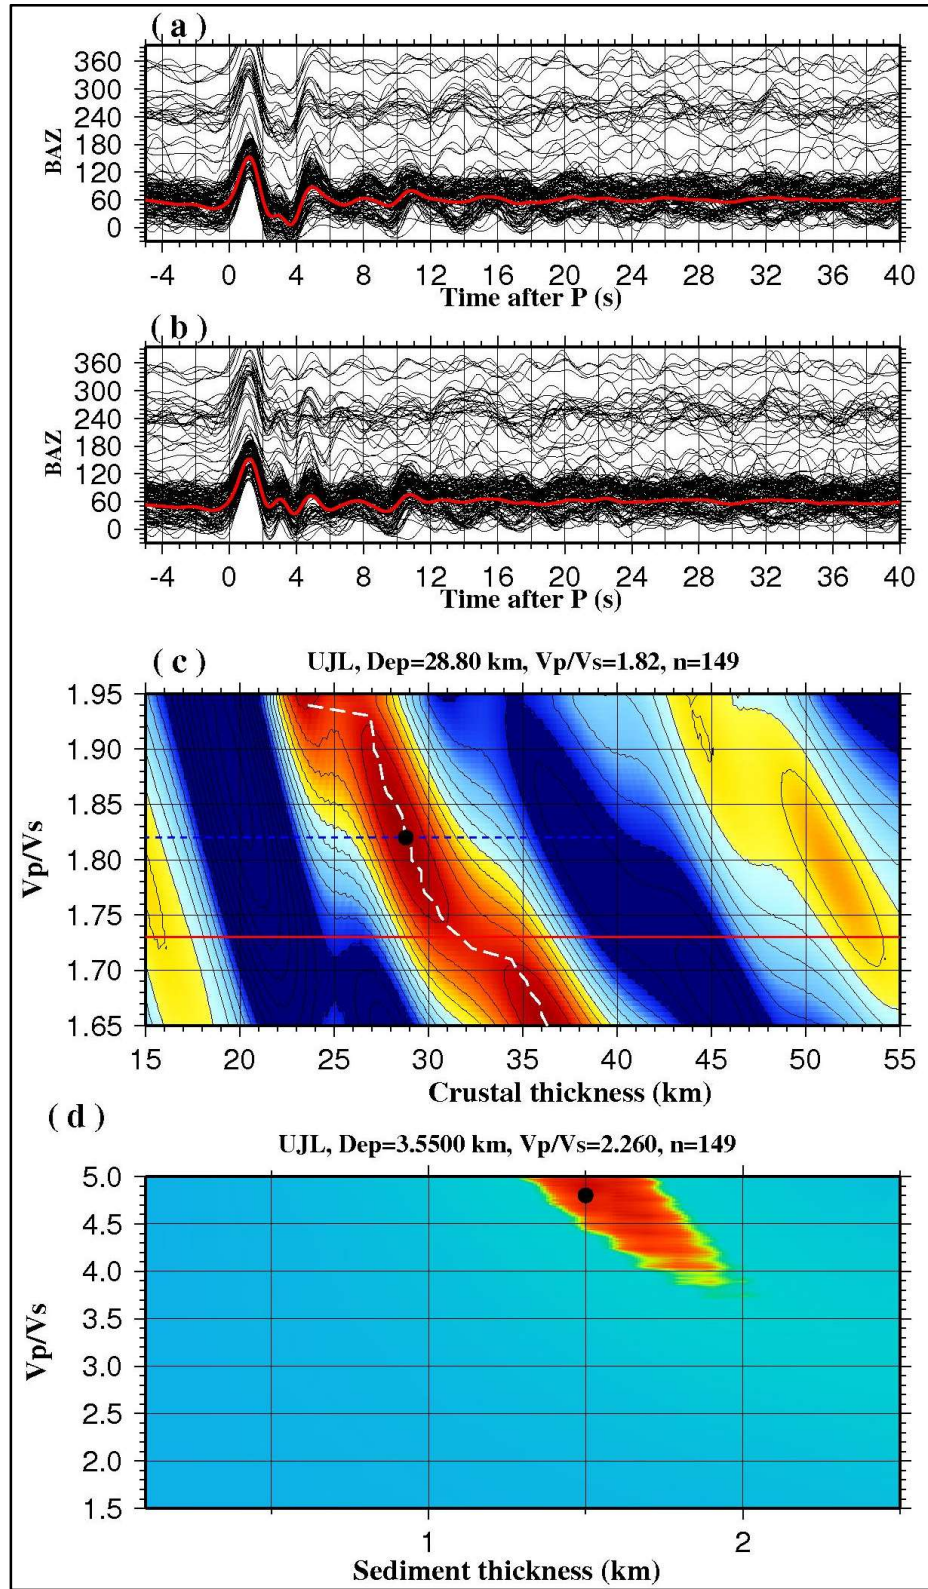 ( a )
360
300
240
180
120
60
0
BAZ
-4 0 4 8 12 16 20 24 28 32 36 40
Time after P (s)
( b )
360
300
240
180
120
60
0
BAZ
-4 0 4 8 12 16 20 24 28 32 36 40
Time after P (s)
( c )
UJL, Dep=28.80 km, Vp/Vs=1.82, n=149
1.95
1.90
1.85
1.80
1.75
1.70
1.65
Vp/Vs
15 20 25 30 35 40 45 50 55
Crustal thickness (km)
( d )
UJL, Dep=3.5500 km, Vp/Vs=2.260, n=149
5.0
4.5
4.0
3.5
3.0
2.5
2.0
1.5
Vp/Vs
1 2
Sediment thickness (km)